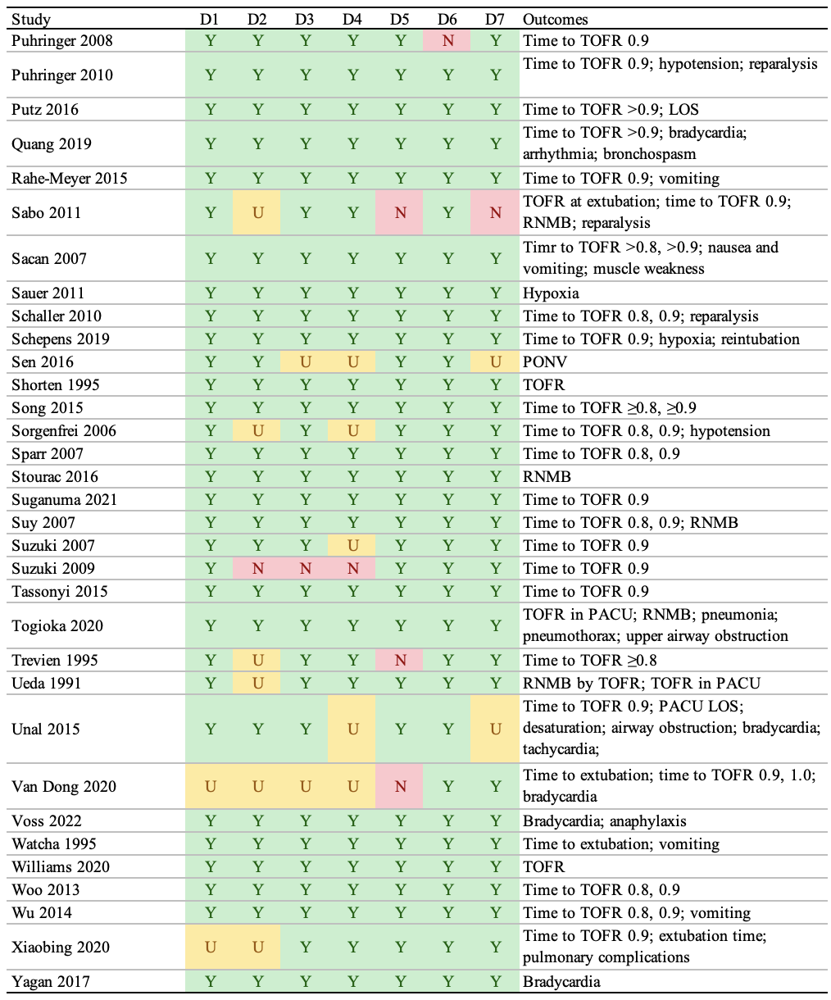 Study D1 D2 D3 D4 D5 D6 D7 Outcomes
Puhringer 2008 Y Y Y Y Y N Y Time to TOFR 0.9
Puhringer 2010 Y Y Y Y Y Y Y Time to TOFR 0.9; hypotension; reparalysis
Putz 2016 Y Y Y Y Y Y Y Time to TOFR >0.9; LOS
Quang 2019 Y Y Y Y Y Y Y Time to TOFR >0.9; bradycardia;
arrhythmia; bronchospasm
Rahe-Meyer 2015 Y Y Y Y Y Y Y Time to TOFR 0.9; vomiting
Sabo 2011 Y U Y Y N Y N TOFR at extubation; time to TOFR 0.9;
RNMB; reparalysis
Sacan 2007 Y Y Y Y Y Y Y Timr to TOFR >0.8, >0.9; nausea and
vomiting; muscle weakness
Sauer 2011 Y Y Y Y Y Y Y Hypoxia
Schaller 2010 Y Y Y Y Y Y Y Time to TOFR 0.8, 0.9; reparalysis
Schepens 2019 Y Y Y Y Y Y Y Time to TOFR 0.9; hypoxia; reintubation
Sen 2016 Y Y U U Y Y U PONV
Shorten 1995 Y Y Y Y Y Y Y TOFR
Song 2015 Y Y Y Y Y Y Y Time to TOFR ≥0.8, ≥0.9
Sorgenfrei 2006 Y U Y U Y Y Y Time to TOFR 0.8, 0.9; hypotension
Sparr 2007 Y Y Y Y Y Y Y Time to TOFR 0.8, 0.9
Stourac 2016 Y Y Y Y Y Y Y RNMB
Suganuma 2021 Y Y Y Y Y Y Y Time to TOFR 0.9
Suy 2007 Y Y Y Y Y Y Y Time to TOFR 0.8, 0.9; RNMB
Suzuki 2007 Y Y Y U Y Y Y Time to TOFR 0.9
Suzuki 2009 Y N N N Y Y Y Time to TOFR 0.9
Tassonyi 2015 Y Y Y Y Y Y Y Time to TOFR 0.9
Togioka 2020 Y Y Y Y Y Y Y TOFR in PACU; RNMB; pneumonia;
pneumothorax; upper airway obstruction
Trevien 1995 Y U Y Y N Y Y Time to TOFR ≥0.8
Ueda 1991 Y U Y Y Y Y Y RNMB by TOFR; TOFR in PACU
Unal 2015 Y Y Y U Y Y U Time to TOFR 0.9; PACU LOS;
desaturation; airway obstruction; bradycardia;
tachycardia;
Van Dong 2020 U U U U N Y Y Time to extubation; time to TOFR 0.9, 1.0;
bradycardia
Voss 2022 Y Y Y Y Y Y Y Bradycardia; anaphylaxis
Watcha 1995 Y Y Y Y Y Y Y Time to extubation; vomiting
Williams 2020 Y Y Y Y Y Y Y TOFR
Woo 2013 Y Y Y Y Y Y Y Time to TOFR 0.8, 0.9
Wu 2014 Y Y Y Y Y Y Y Time to TOFR 0.8, 0.9; vomiting
Xiaobing 2020 U U Y Y Y Y Y Time to TOFR 0.9; extubation time;
pulmonary complications
Yagan 2017 Y Y Y Y Y Y Y Bradycardia